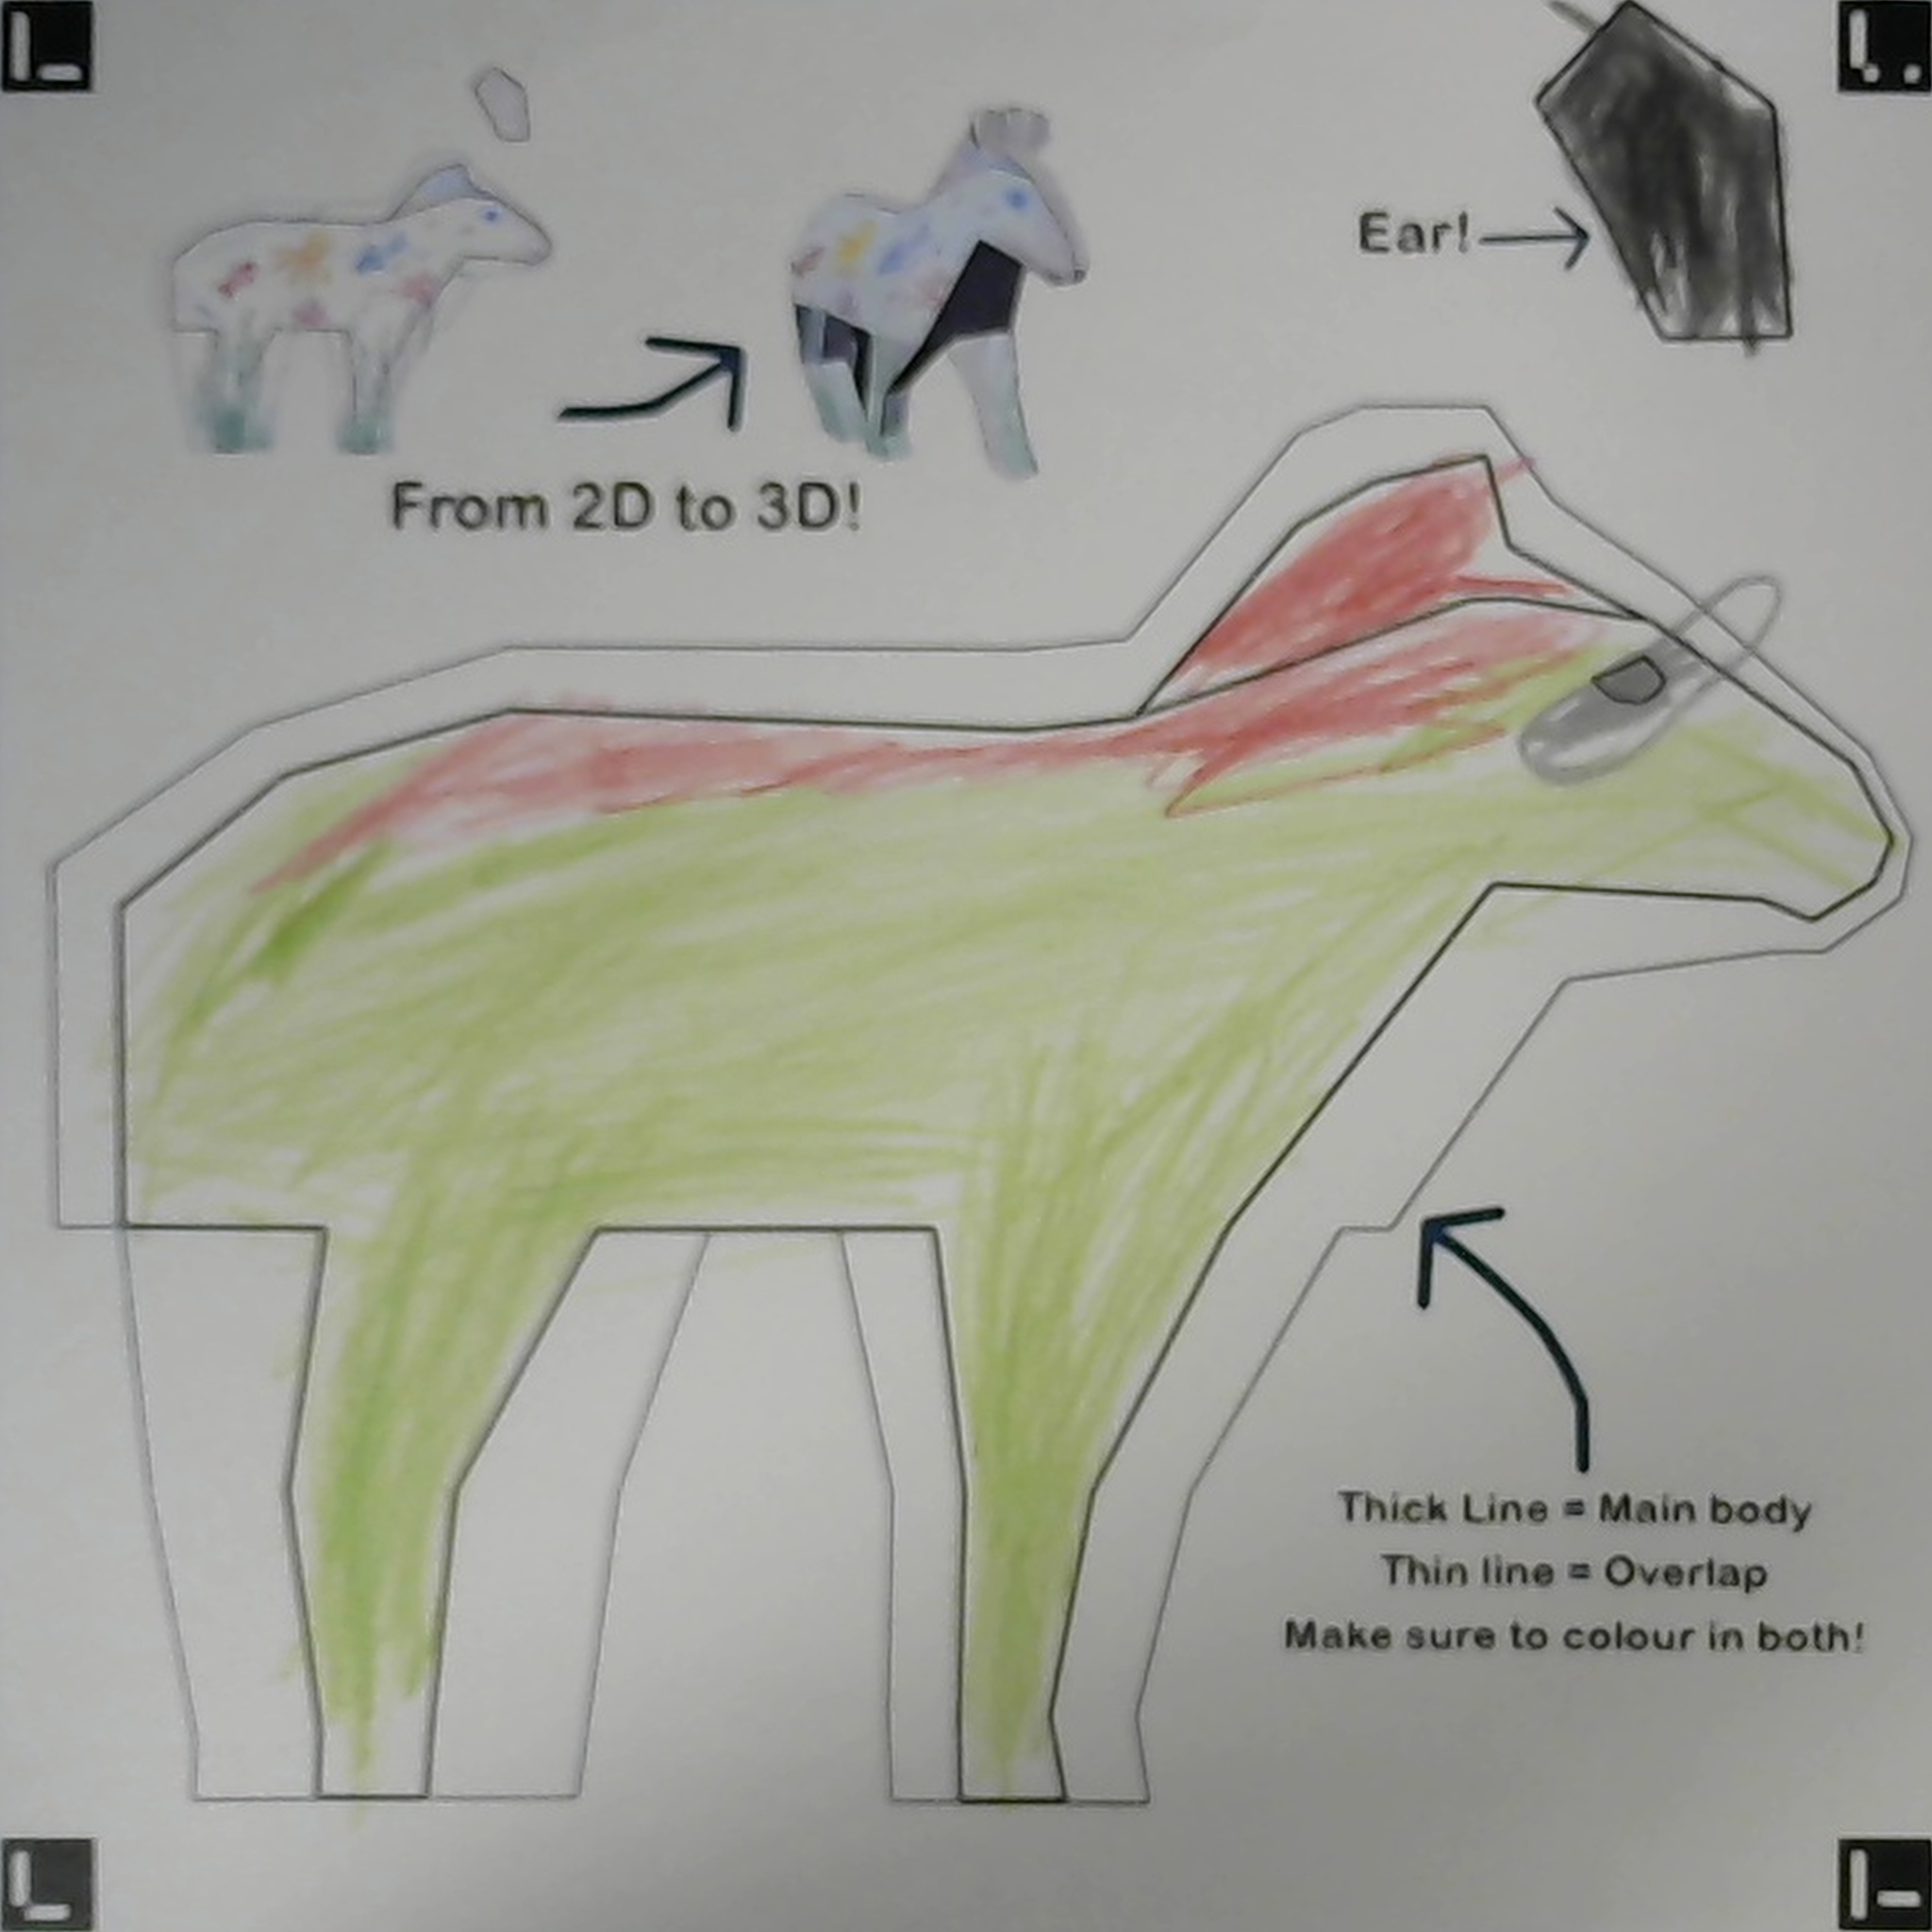 Ear!
From 2D to 3D!
Thick Line = Main body
Thin line = Overlap
Make sure to colour in both!